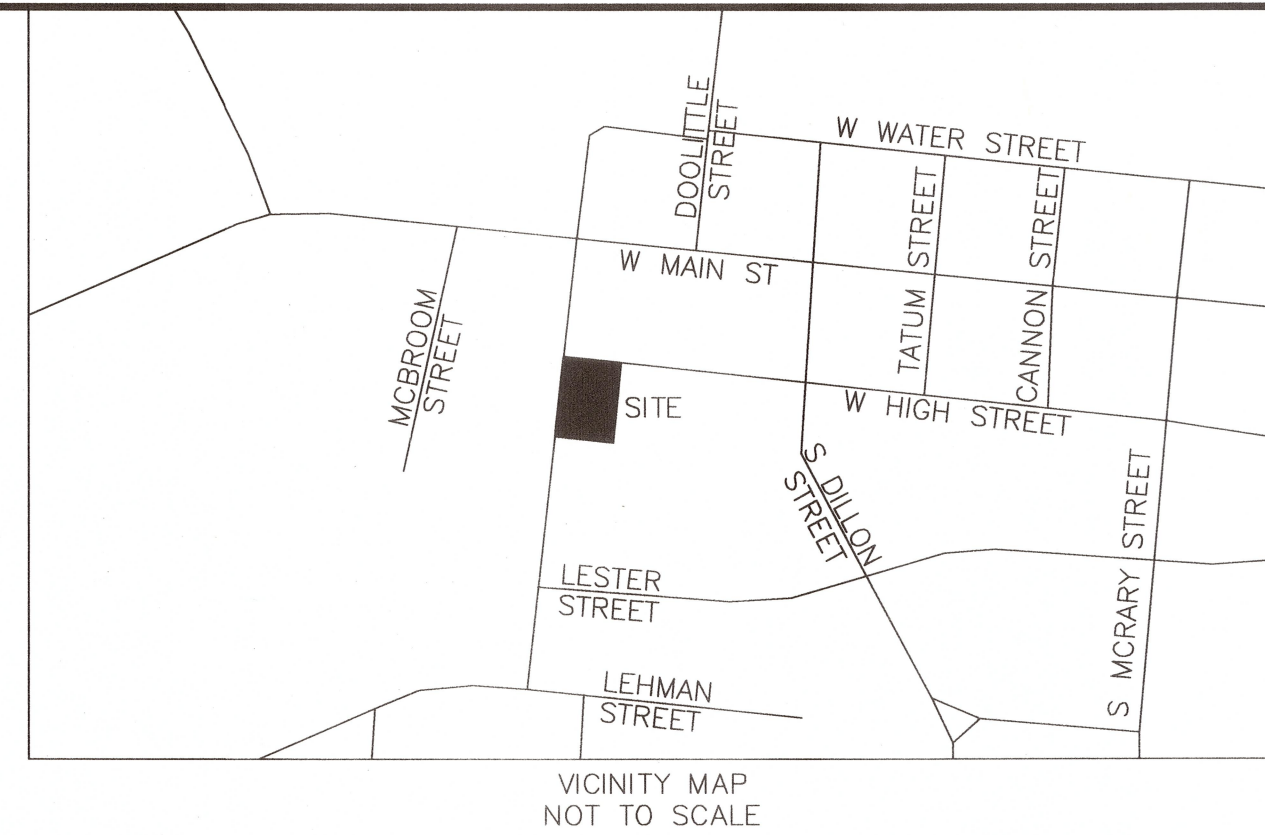 DOOLITTLE
STREET
W WATER STREET
W MAIN ST
TATUM STREET
CANNON STREET
MCBROOM
STREET
SITE
W HIGH STREET
S DILLON
STREET
S MCRARY STREET
LESTER
STREET
LEHMAN
STREET
VICINITY MAP
NOT TO SCALE